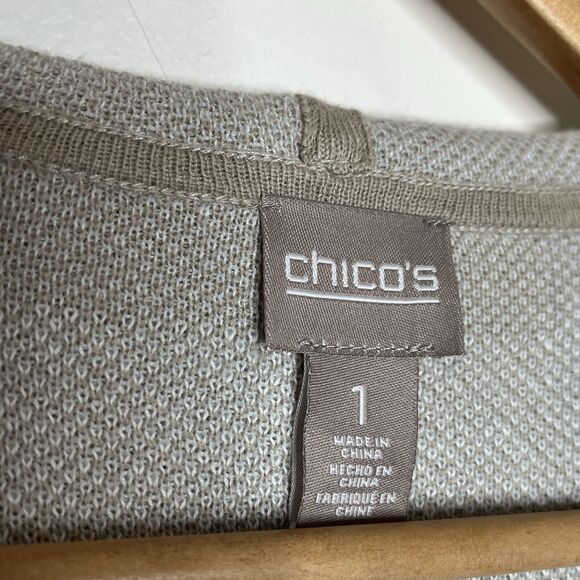 chico's
1
MADE IN
CHINA
HECHO EN
CHINA
FABRIQUÉ EN
CHINE